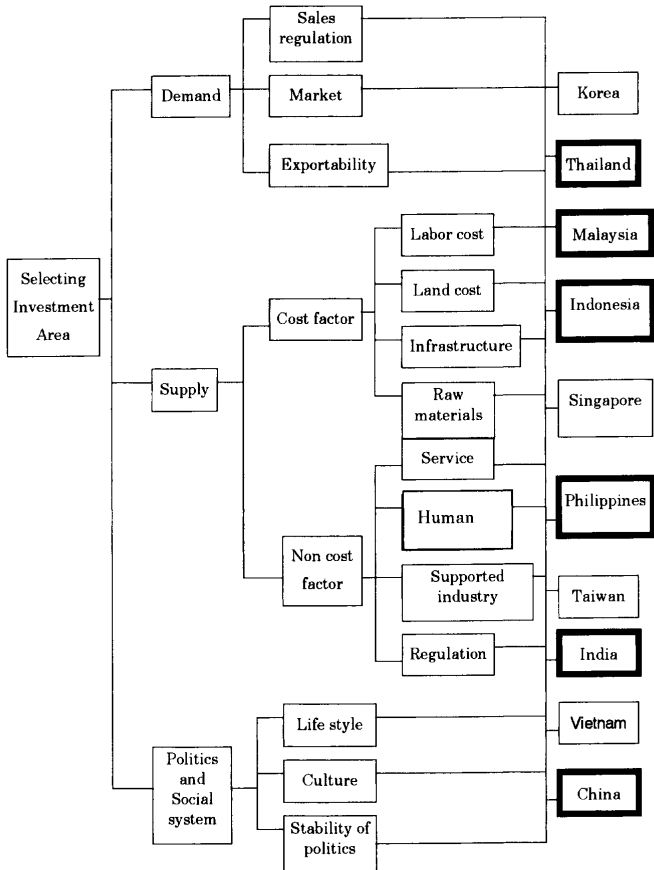 Selecting
Investment
Area
Demand
Supply
Politics
and
Social
system
Sales
regulation
Market
Exportability
Cost factor
Non cost
factor
Life style
Culture
Stability of
politics
Labor cost
Land cost
Infrastructure
Raw
materials
Service
Human
Supported
industry
Regulation
Korea
Thailand
Malaysia
Indonesia
Singapore
Philippines
Taiwan
India
Vietnam
China